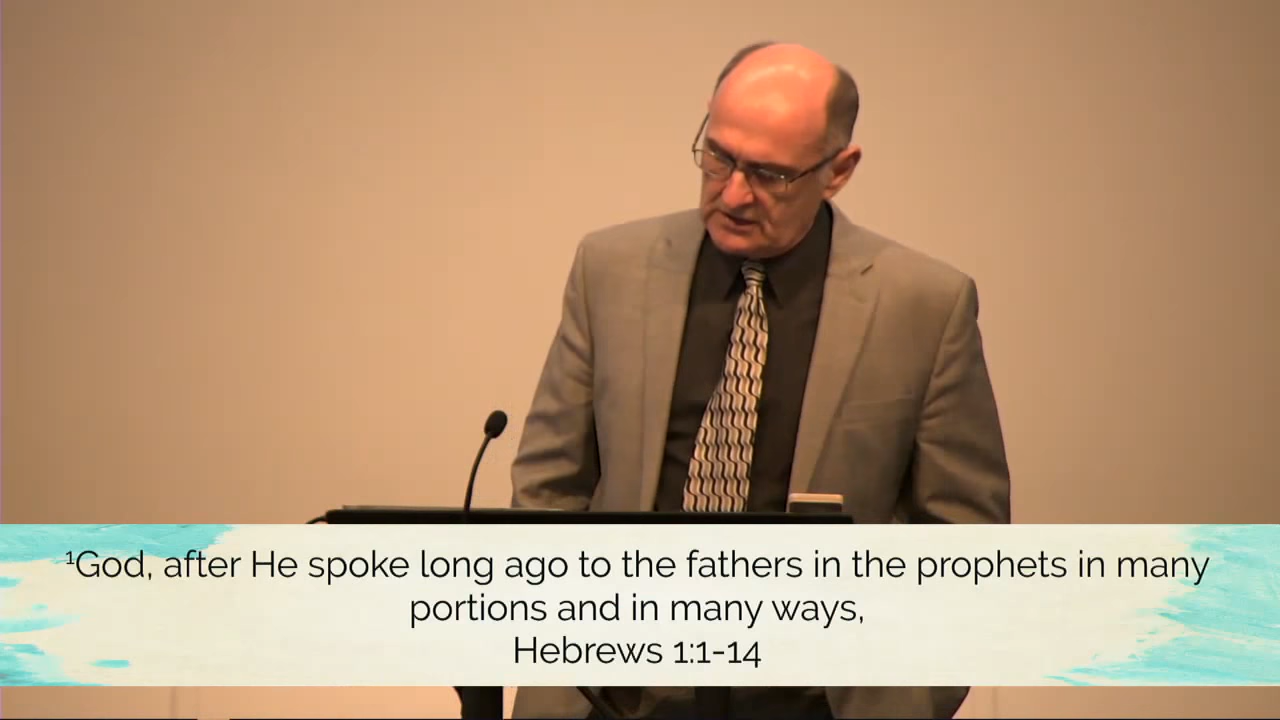 ¹God, after He spoke long ago to the fathers in the prophets in many
portions and in many ways,
Hebrews 1:1-14